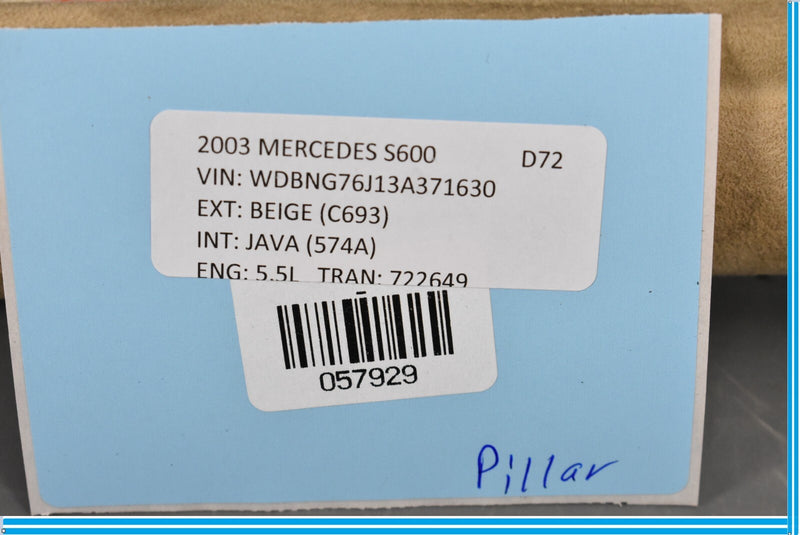 2003 MERCEDES S600 D72
VIN: WDBNG76J13A371630
EXT: BEIGE (C693)
INT: JAVA (574A)
ENG: 5.5L TRAN: 722649
057929
Pillar